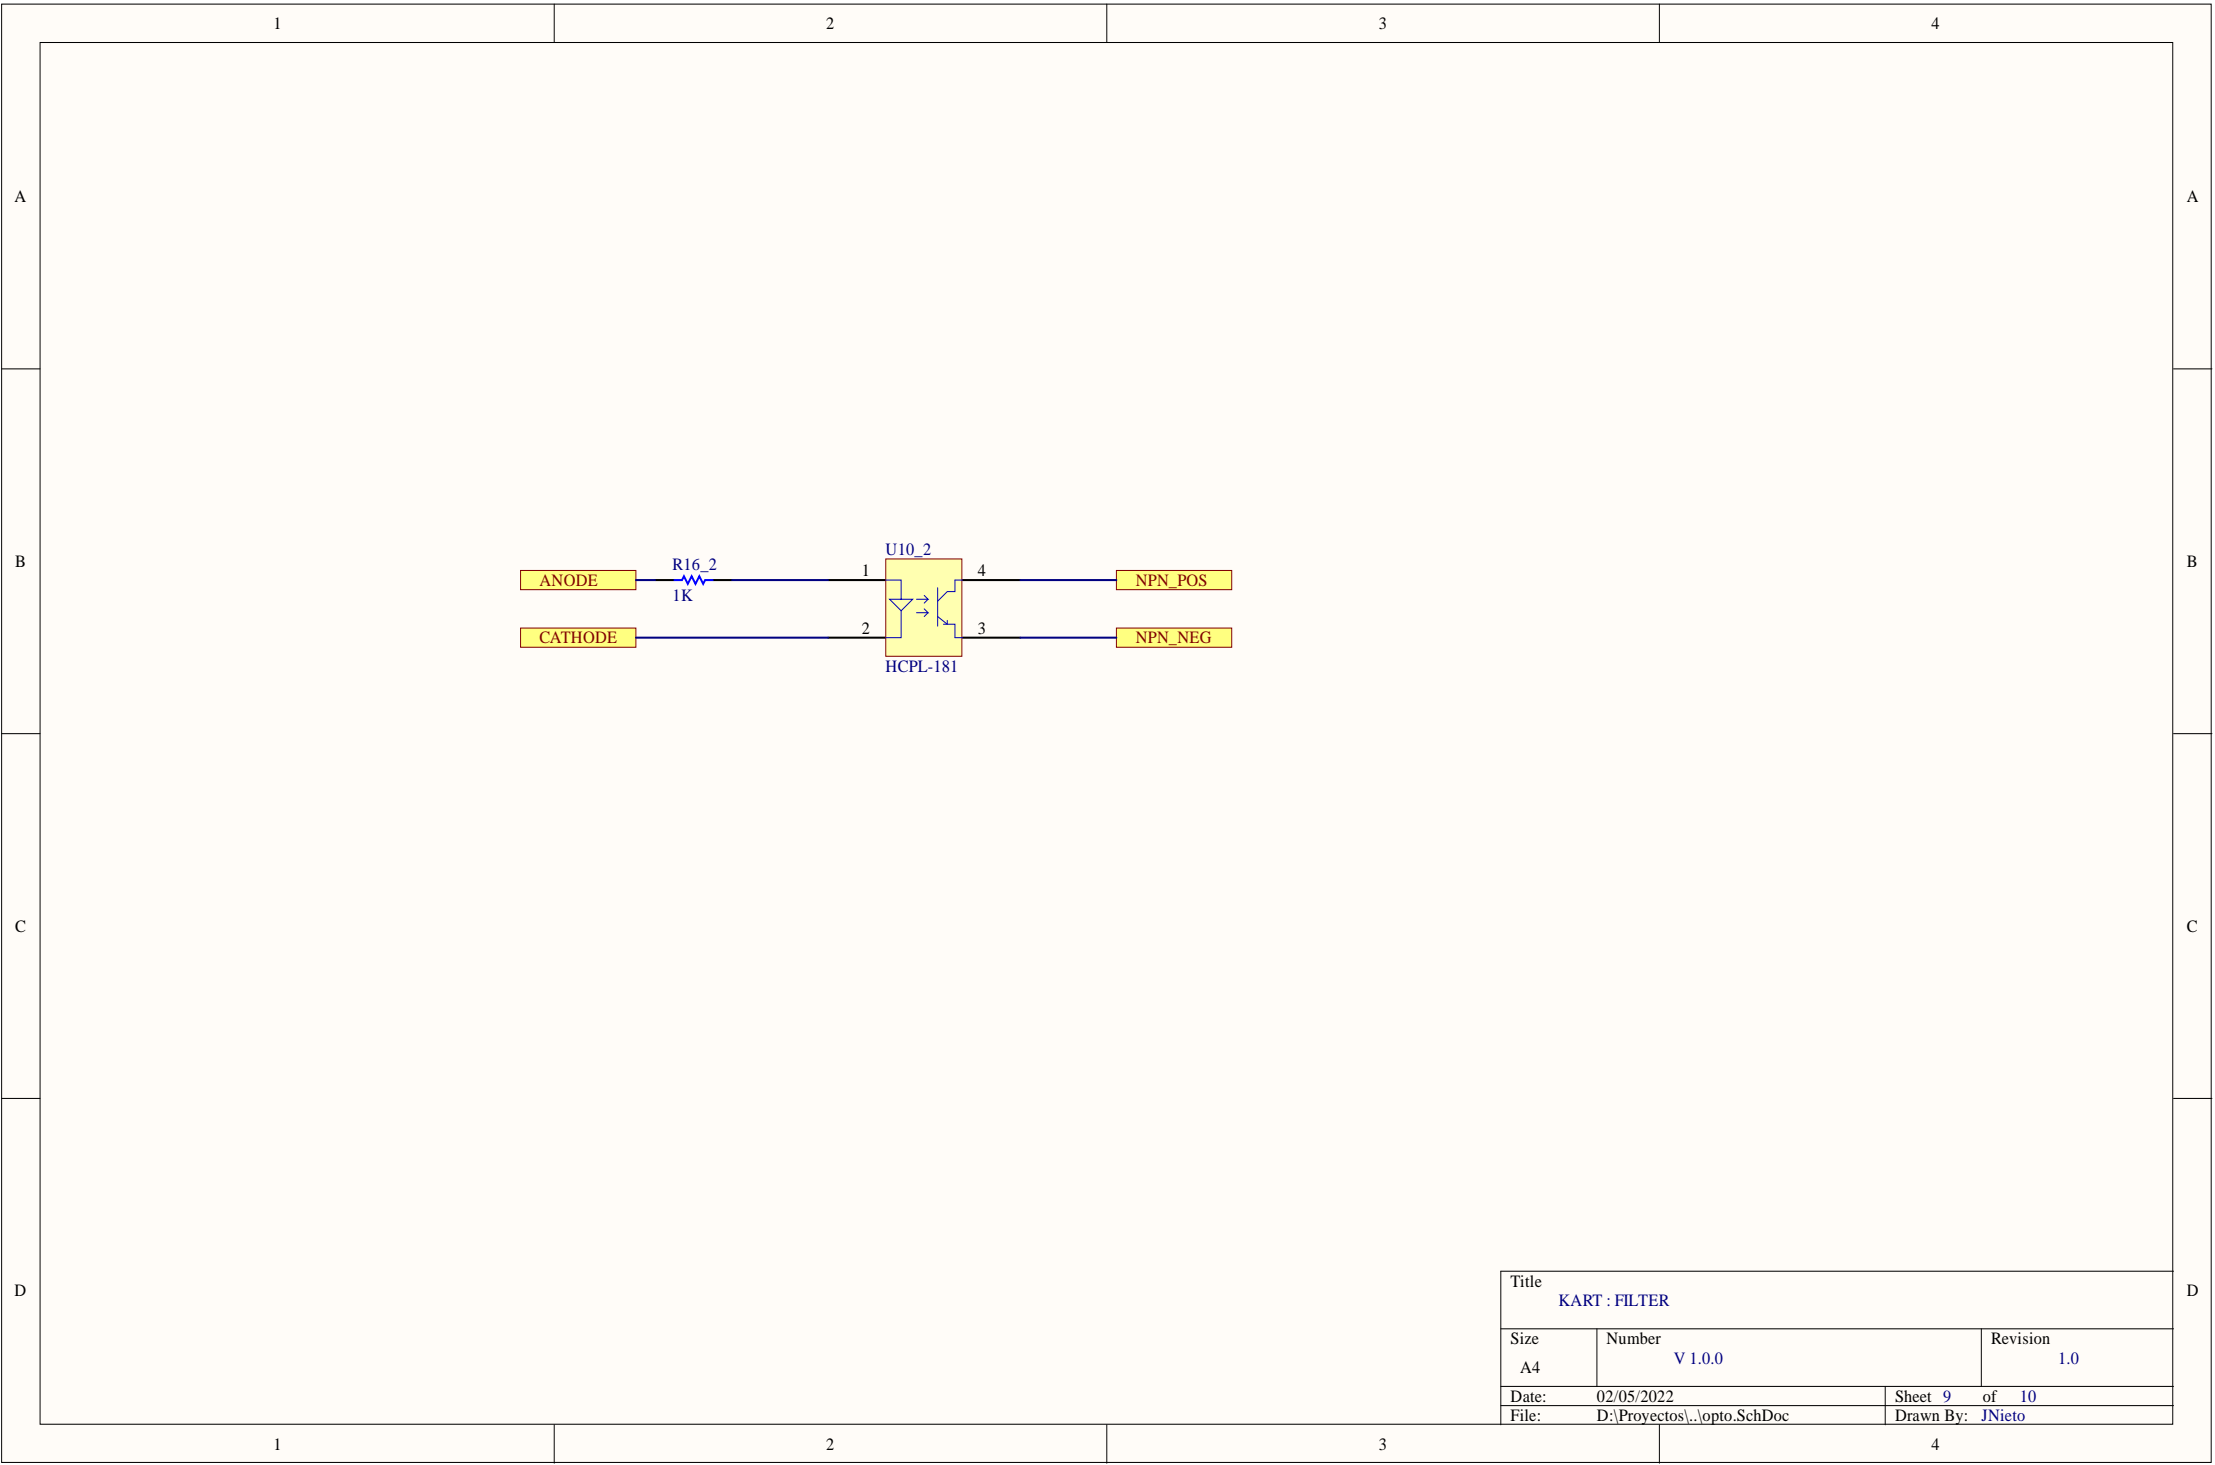 1 2 3 4
A A
B B
U10_2
R16_2
ANODE 1 4 NPN_POS
1K
CATHODE 2 3 NPN_NEG
HCPL-181
C C
D D
Title
KART : FILTER
Size Number Revision
A4 V 1.0.0 1.0
Date: 02/05/2022 Sheet 9 of 10
File: D:\Proyectos\..\opto.SchDoc Drawn By: JNieto
1 2 3 4